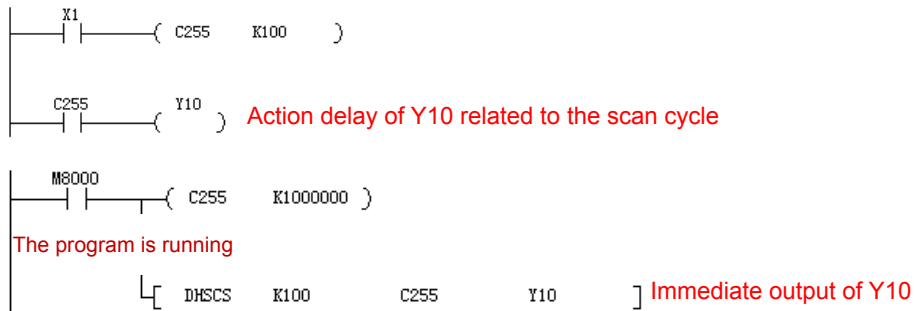 X1
( C255 K100 )
C255 Y10
( ) Action delay of Y10 related to the scan cycle
M8000
( C255 K1000000 )
The program is running
[ DHSCS K100 C255 Y10 ] Immediate output of Y10